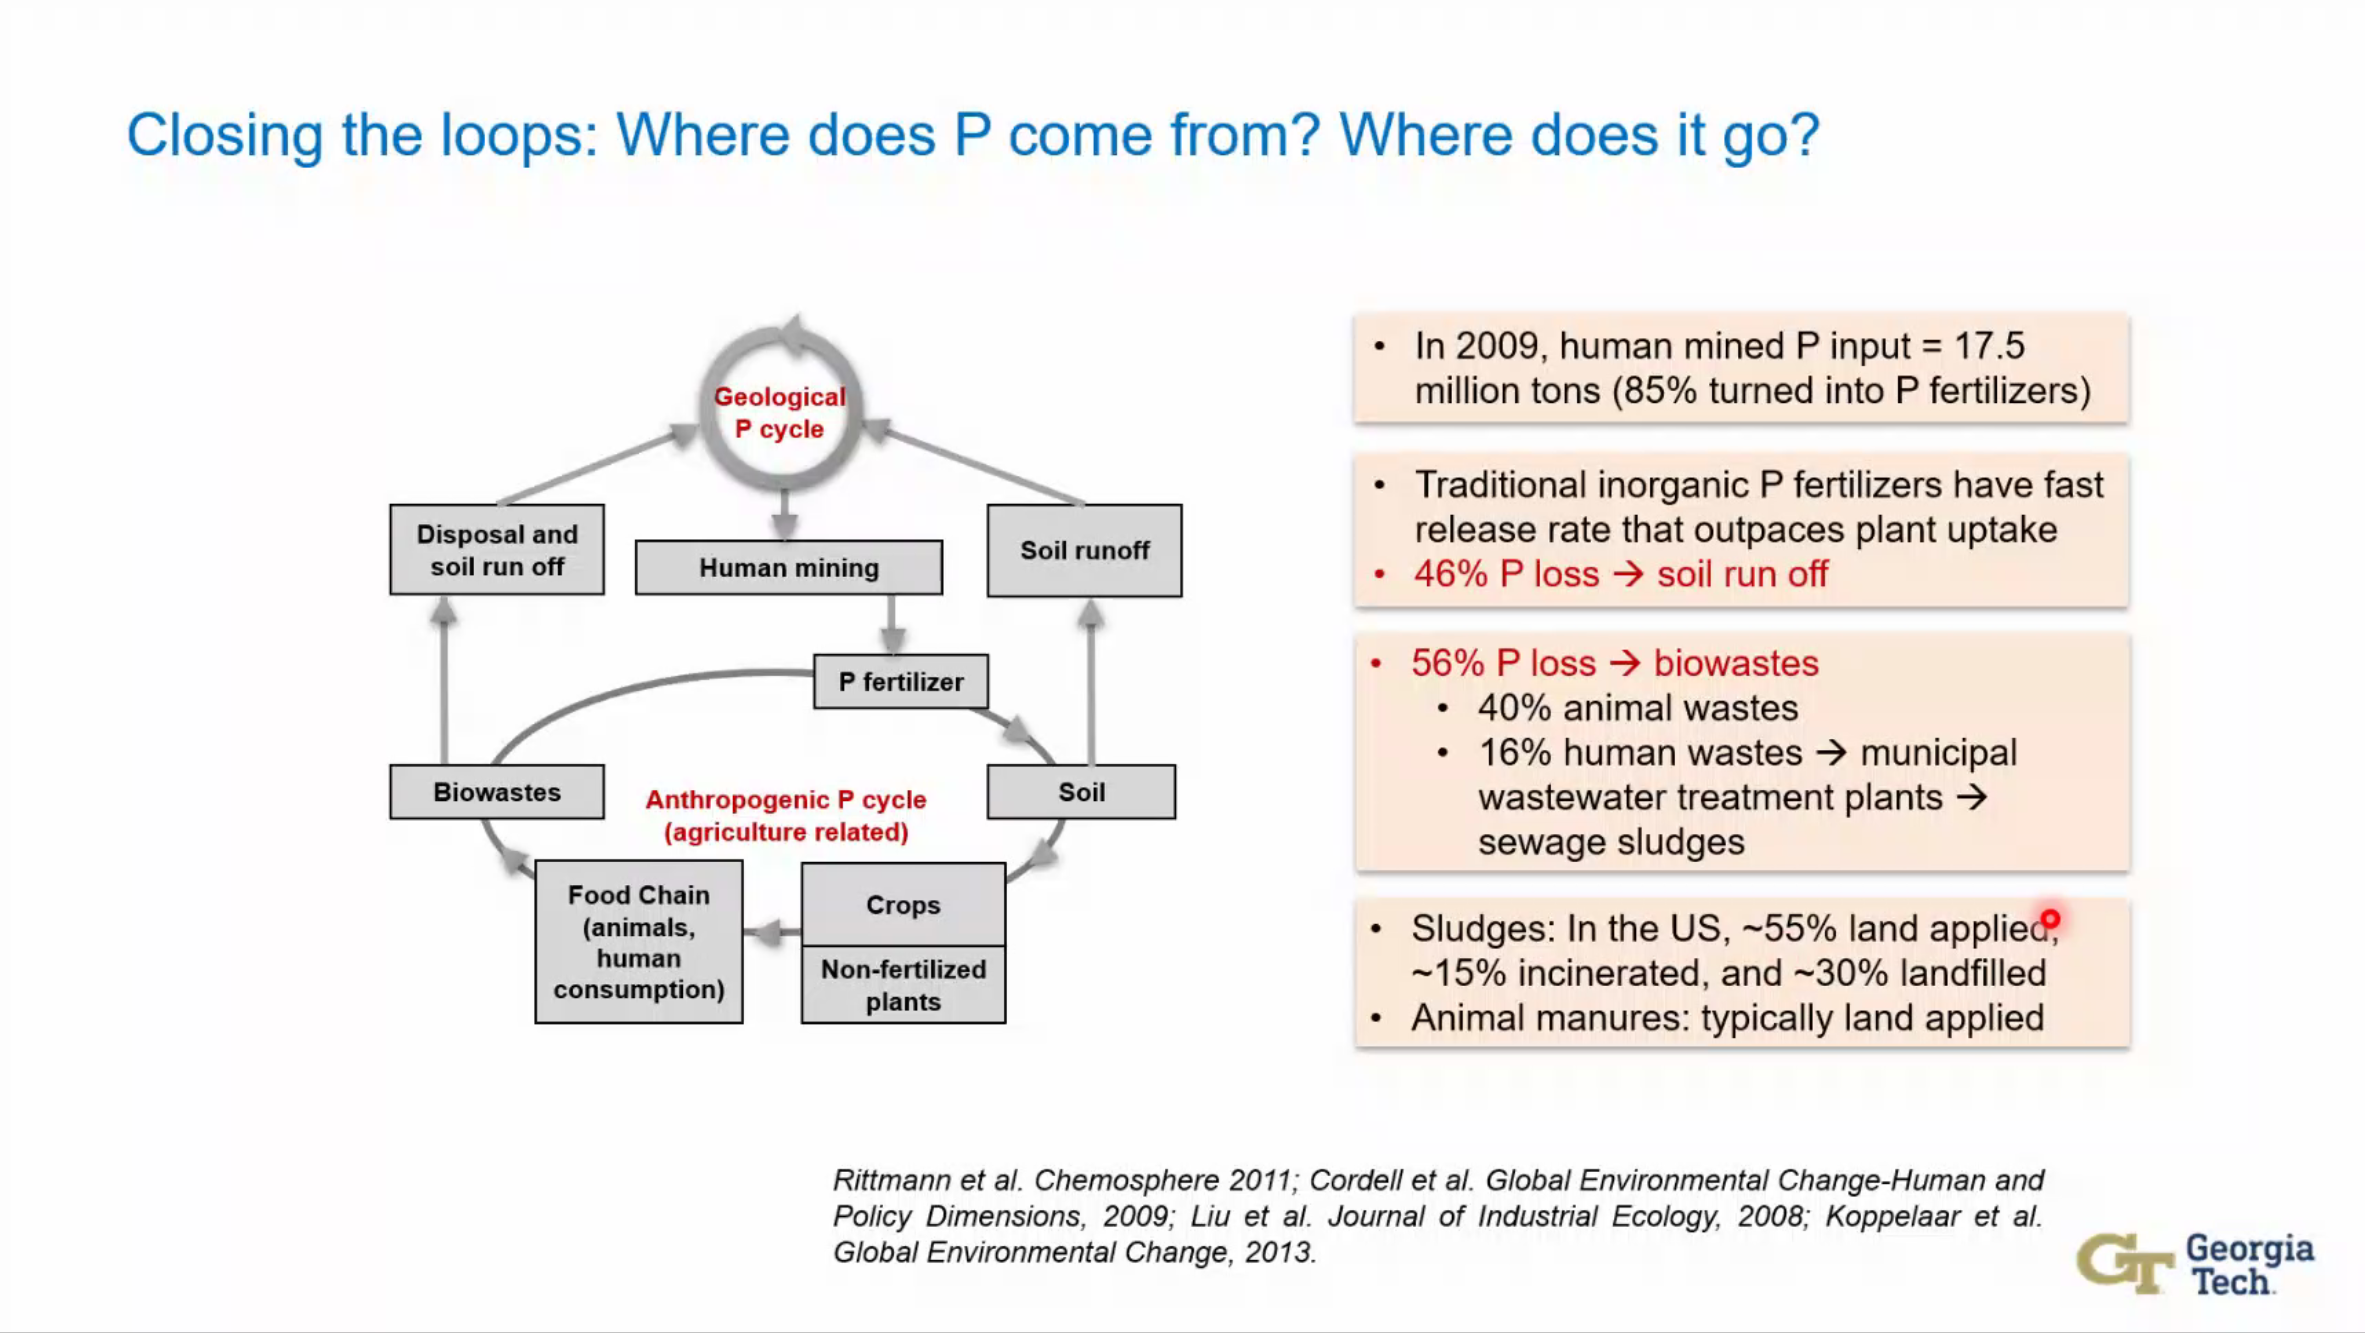 Closing the loops: Where does P come from? Where does it go?
Geological
P cycle
Disposal and
soil run off
Human mining
Soil runoff
P fertilizer
Biowastes
Anthropogenic P cycle
(agriculture related)
Soil
Food Chain
(animals,
human
consumption)
Crops
Non-fertilized
plants
• In 2009, human mined P input = 17.5
million tons (85% turned into P fertilizers)
• Traditional inorganic P fertilizers have fast
release rate that outpaces plant uptake
• 46% P loss → soil run off
• 56% P loss → biowastes
• 40% animal wastes
• 16% human wastes → municipal
wastewater treatment plants →
sewage sludges
• Sludges: In the US, ~55% land applied,
~15% incinerated, and ~30% landfilled
• Animal manures: typically land applied
Rittmann et al. Chemosphere 2011; Cordell et al. Global Environmental Change-Human and
Policy Dimensions, 2009; Liu et al. Journal of Industrial Ecology, 2008; Koppelaar et al.
Global Environmental Change, 2013.
GT Georgia
Tech